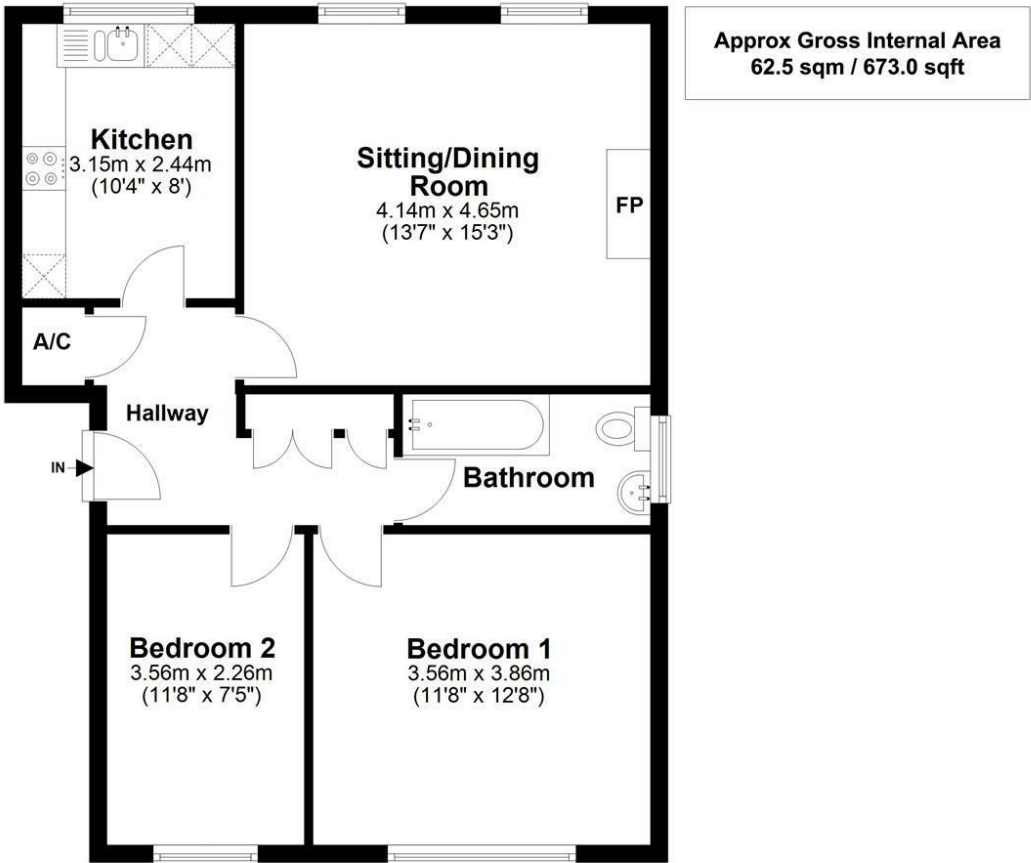 Approx Gross Internal Area
62.5 sqm / 673.0 sqft
Kitchen
3.15m x 2.44m
(10'4" x 8')
Sitting/Dining
Room
4.14m x 4.65m
(13'7" x 15'3")
FP
A/C
Hallway
IN
Bathroom
Bedroom 2
3.56m x 2.26m
(11'8" x 7'5")
Bedroom 1
3.56m x 3.86m
(11'8" x 12'8")